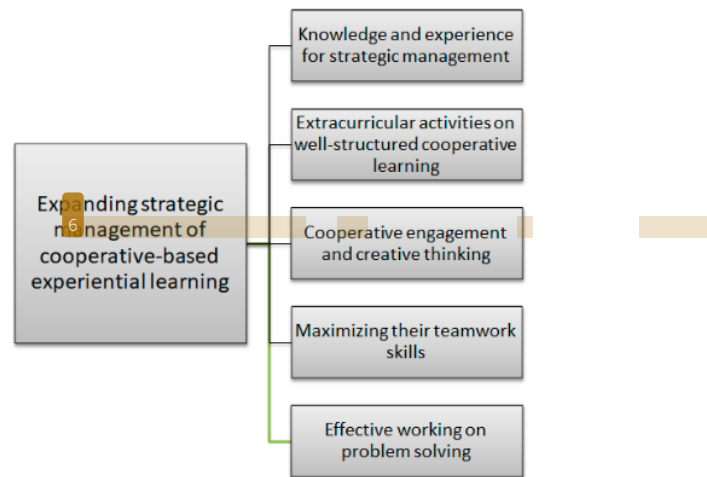 Knowledge and experience
for strategic management
Extracurricular activities on
well-structured cooperative
learning
Expanding strategic
management of
cooperative-based
experiential learning
6
Cooperative engagement
and creative thinking
Maximizing their teamwork
skills
Effective working on
problem solving